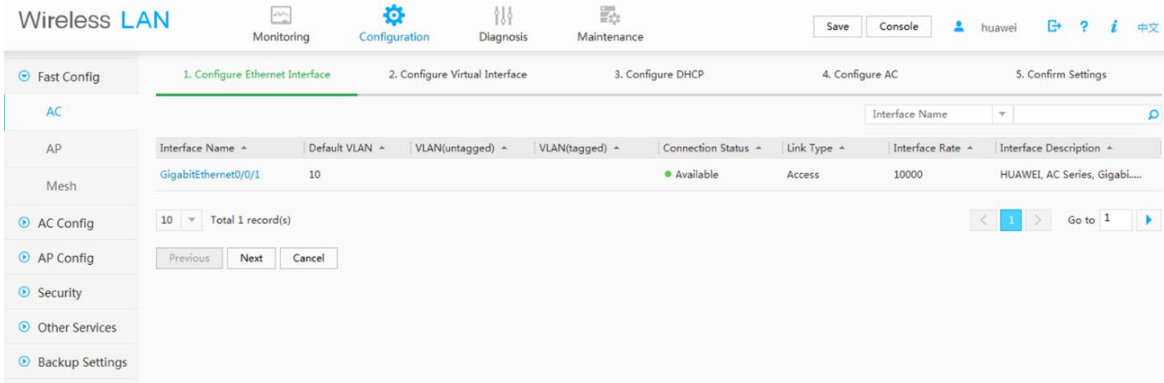 Wireless LAN
Monitoring
Configuration
Diagnosis
Maintenance
Save
Console
huawei
?
i
中文
Fast Config
AC
AP
Mesh
AC Config
AP Config
Security
Other Services
Backup Settings
1. Configure Ethernet Interface
2. Configure Virtual Interface
3. Configure DHCP
4. Configure AC
5. Confirm Settings
Interface Name
Interface Name Default VLAN VLAN(untagged) VLAN(tagged) Connection Status Link Type Interface Rate Interface Description
GigabitEthernet0/0/1 10 Available Access 10000 HUAWEI, AC Series, Gigabi.....
10 Total 1 record(s)
< 1 > Go to 1
Previous Next Cancel